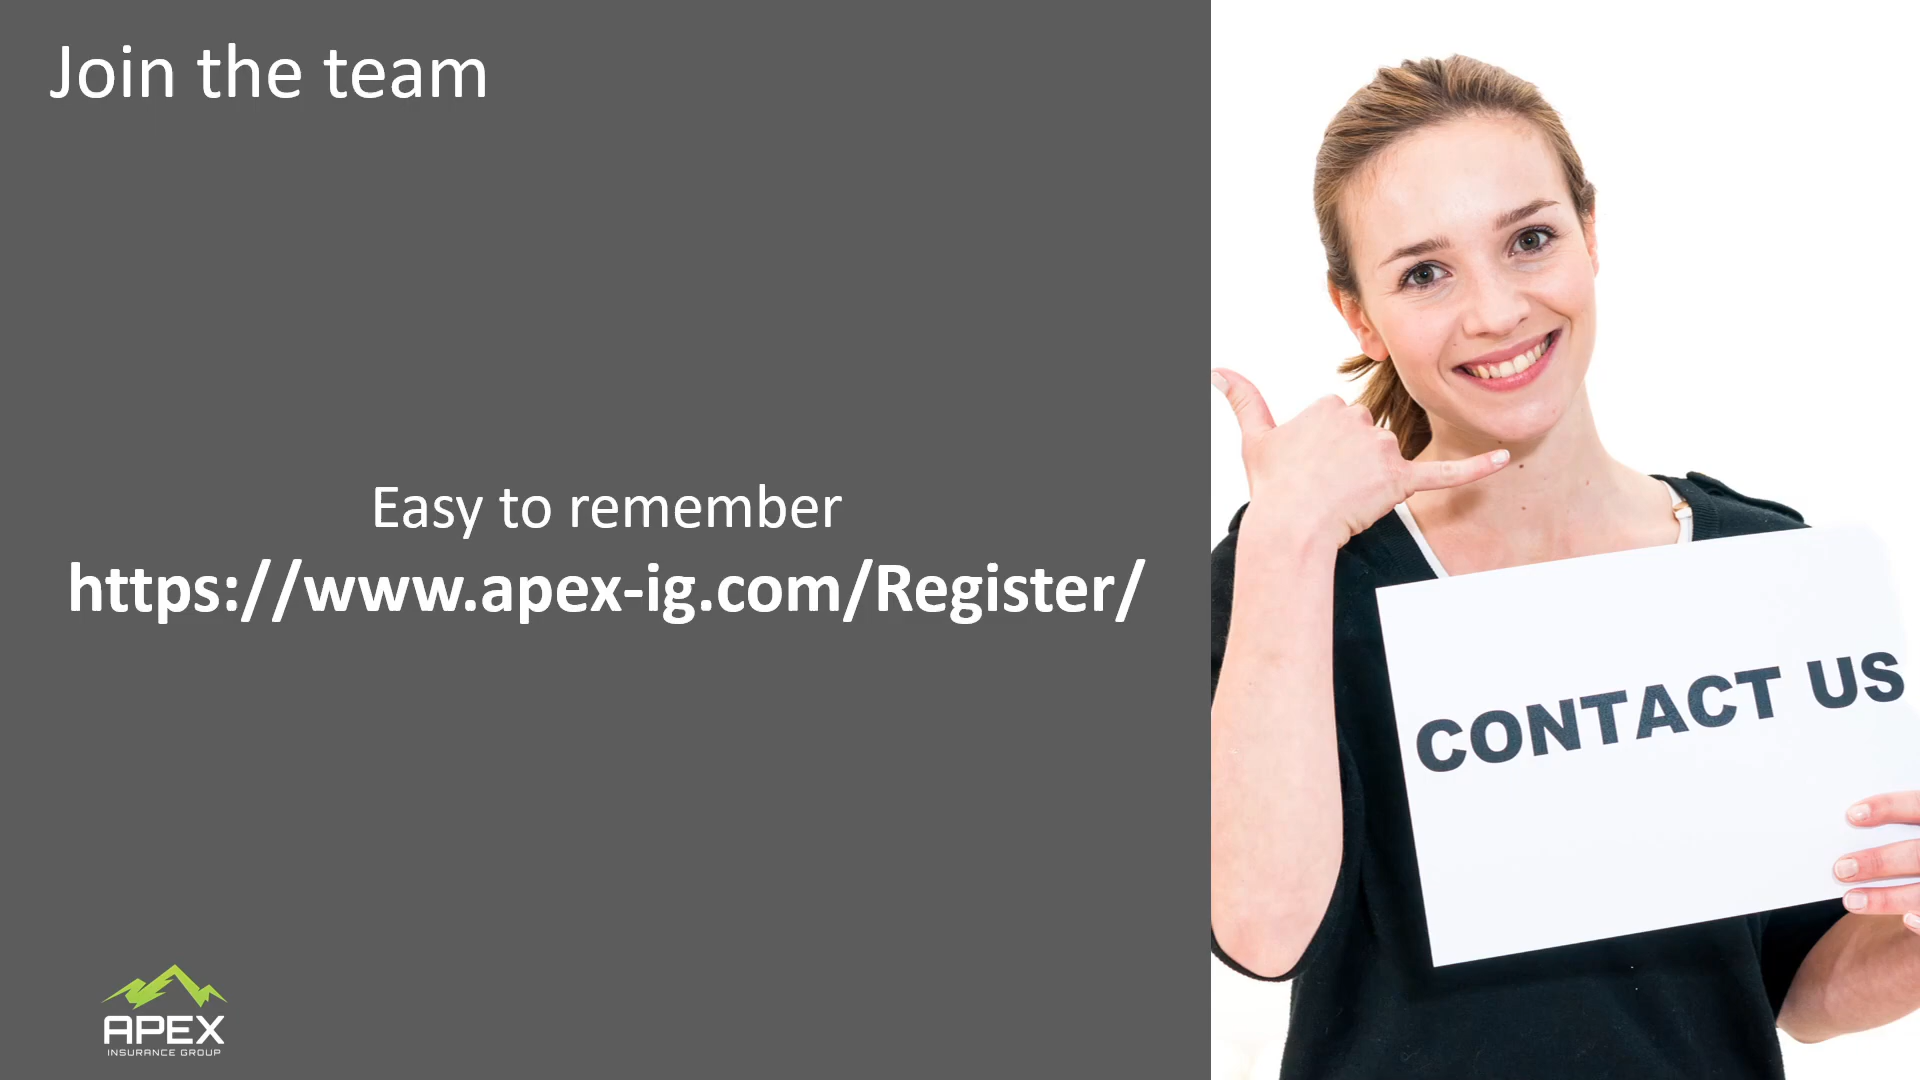 Join the team
Easy to remember
https://www.apex-ig.com/Register/
CONTACT US
APEX
INSURANCE GROUP